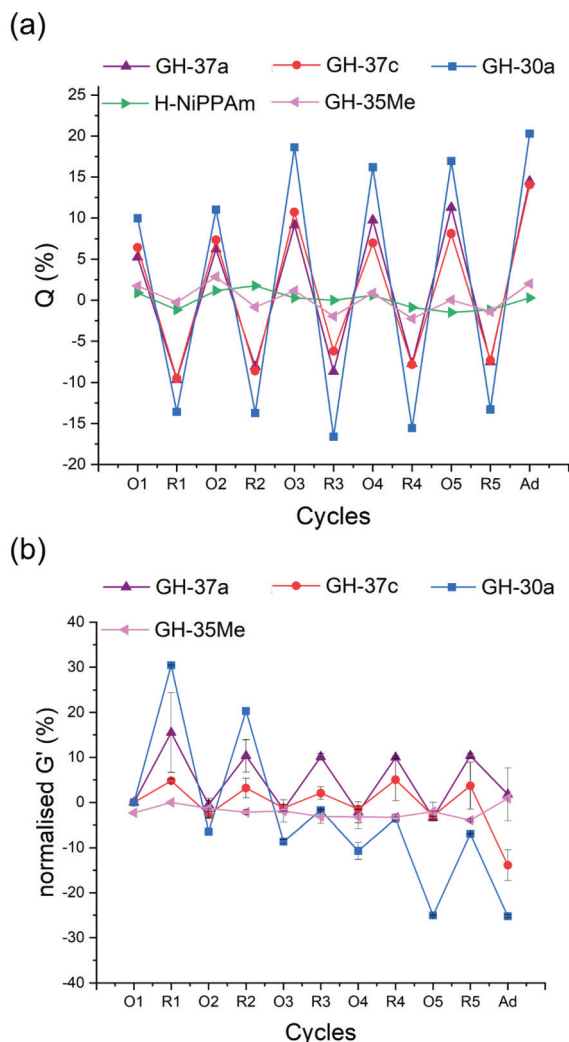 (a)
GH-37a GH-37c GH-30a
H-NiPPAm GH-35Me
25
20
15
10
5
0
-5
-10
-15
-20
Q (%)
O1 R1 O2 R2 O3 R3 O4 R4 O5 R5 Ad
Cycles
(b)
GH-37a GH-37c GH-30a
GH-35Me
40
30
20
10
0
-10
-20
-30
-40
normalised G' (%)
O1 R1 O2 R2 O3 R3 O4 R4 O5 R5 Ad
Cycles